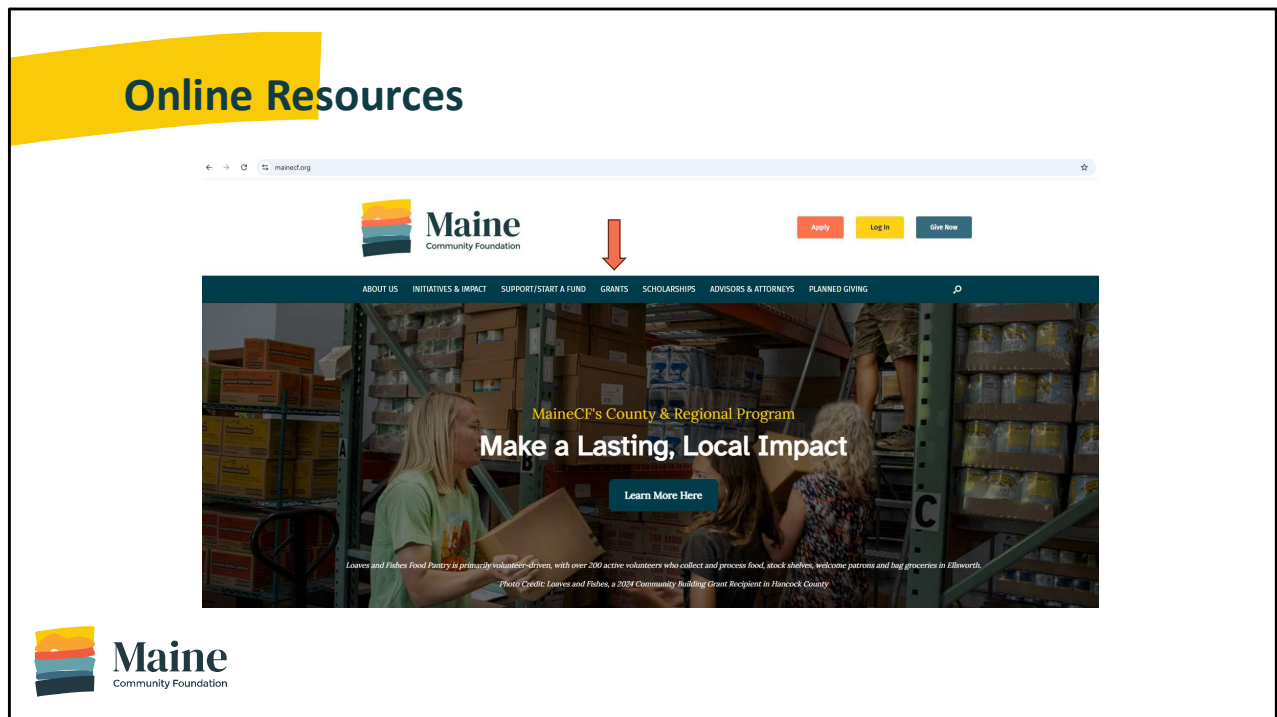 Online Resources
mainecf.org
Maine
Community Foundation
Apply
Log In
Give Now
ABOUT US
INITIATIVES & IMPACT
SUPPORT/START A FUND
GRANTS
SCHOLARSHIPS
ADVISORS & ATTORNEYS
PLANNED GIVING
MaineCF's County & Regional Program
Make a Lasting, Local Impact
Learn More Here
Loaves and Fishes Food Pantry is primarily volunteer-driven, with over 200 active volunteers who collect and process food, stock shelves, welcome patrons and bag groceries in Ellsworth.
Photo Credit: Loaves and Fishes, a 2024 Community Building Grant Recipient in Hancock County
A
B
C
Maine
Community Foundation